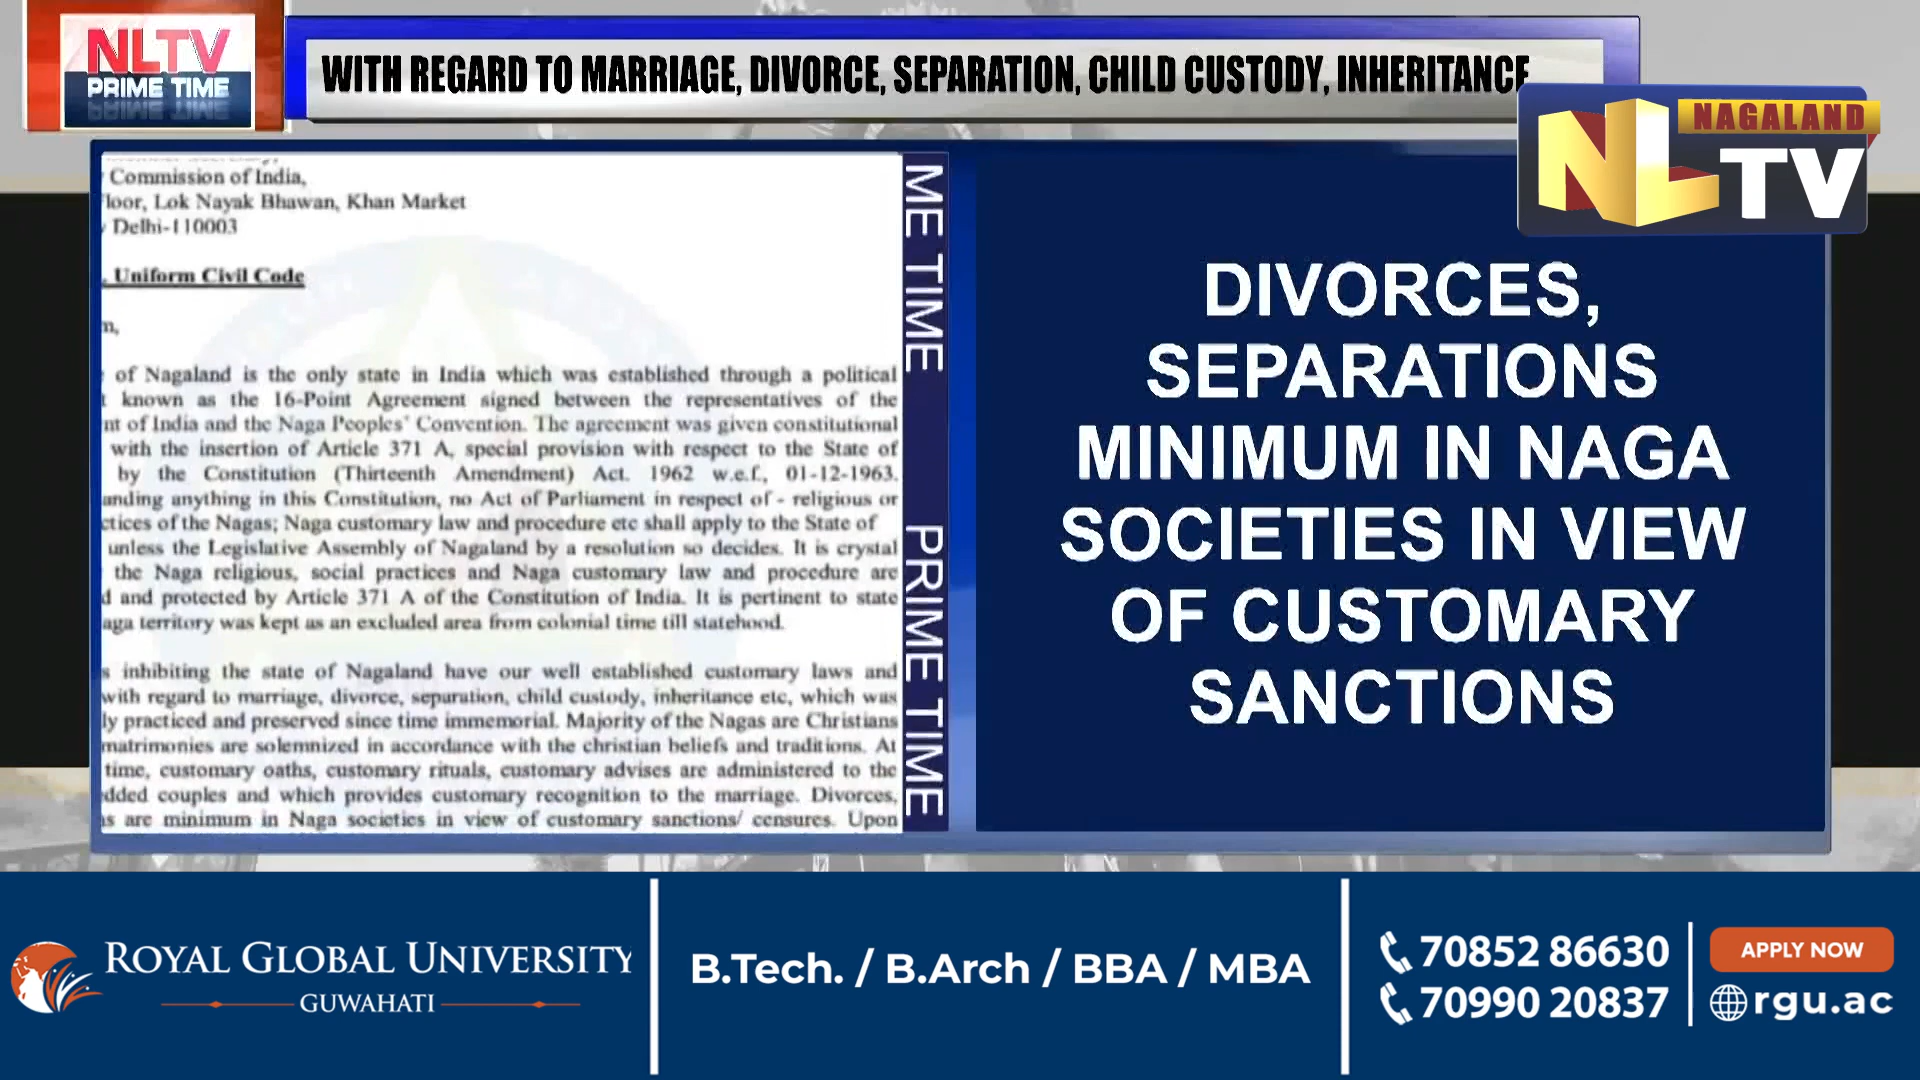 NLTV
PRIME TIME
WITH REGARD TO MARRIAGE, DIVORCE, SEPARATION, CHILD CUSTODY, INHERITANCE
NAGALAND
NL
TV
Commission of India,
loor, Lok Nayak Bhawan, Khan Market
Delhi-110003
. Uniform Civil Code
n,
of Nagaland is the only state in India which was established through a political
t known as the 16-Point Agreement signed between the representatives of the
nt of India and the Naga Peoples' Convention. The agreement was given constitutional
with the insertion of Article 371 A, special provision with respect to the State of
by the Constitution (Thirteenth Amendment) Act. 1962 w.e.f., 01-12-1963.
anding anything in this Constitution, no Act of Parliament in respect of - religious or
ctices of the Nagas; Naga customary law and procedure etc shall apply to the State of
unless the Legislative Assembly of Nagaland by a resolution so decides. It is crystal
the Naga religious, social practices and Naga customary law and procedure are
d and protected by Article 371 A of the Constitution of India. It is pertinent to state
aga territory was kept as an excluded area from colonial time till statehood.
s inhibiting the state of Nagaland have our well established customary laws and
with regard to marriage, divorce, separation, child custody, inheritance etc, which was
ly practiced and preserved since time immemorial. Majority of the Nagas are Christians
matrimonies are solemnized in accordance with the christian beliefs and traditions. At
time, customary oaths, customary rituals, customary advises are administered to the
dded couples and which provides customary recognition to the marriage. Divorces,
s are minimum in Naga societies in view of customary sanctions/ censures. Upon
ME TIME
PRIME TIME
DIVORCES,
SEPARATIONS
MINIMUM IN NAGA
SOCIETIES IN VIEW
OF CUSTOMARY
SANCTIONS
ROYAL GLOBAL UNIVERSITY
GUWAHATI
B.Tech. / B.Arch / BBA / MBA
70852 86630
70990 20837
APPLY NOW
rgu.ac